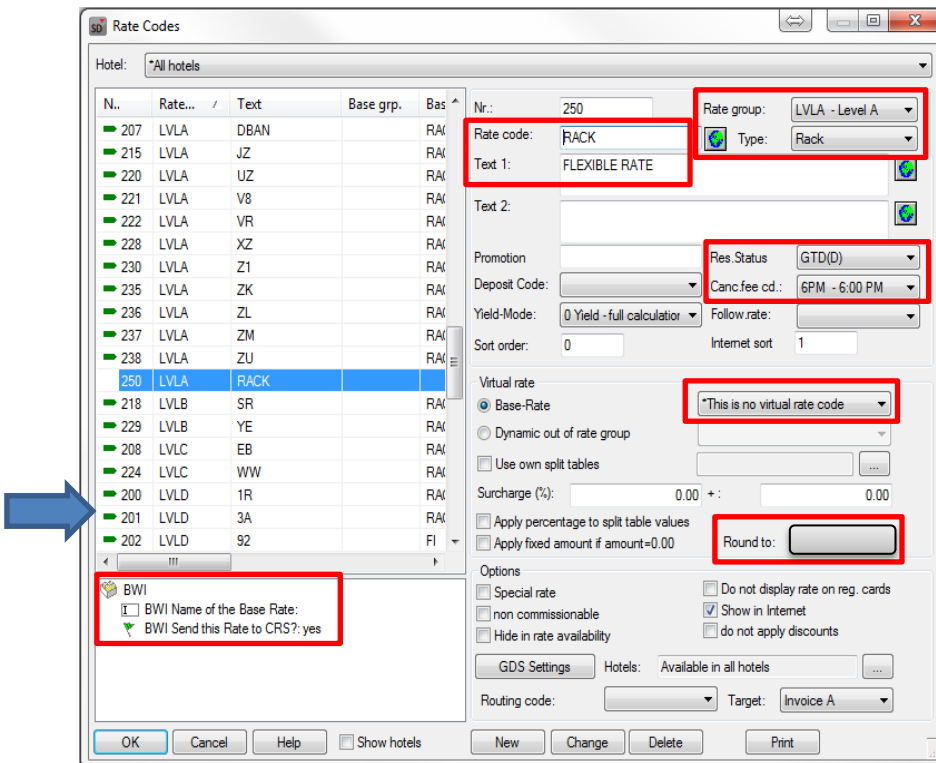 Rate Codes
Hotel: *All hotels
N.. Rate... / Text Base grp. Bas
207 LVLA DBAN RA(
215 LVLA JZ RA(
220 LVLA UZ RA(
221 LVLA V8 RA(
222 LVLA VR RA(
228 LVLA XZ RA(
230 LVLA Z1 RA(
235 LVLA ZK RA(
236 LVLA ZL RA(
237 LVLA ZM RA(
238 LVLA ZU RA(
250 LVLA RACK
218 LVLB SR RA(
229 LVLB YE RA(
208 LVLC EB RA(
224 LVLC WW RA(
200 LVLD 1R RA(
201 LVLD 3A RA(
202 LVLD 92 FI
BWI
BWI Name of the Base Rate:
BWI Send this Rate to CRS?: yes
Nr.: 250 Rate group: LVLA - Level A
Rate code: RACK Type: Rack
Text 1: FLEXIBLE RATE
Text 2:
Promotion Res.Status GTD(D)
Deposit Code: Canc.fee cd.: 6PM - 6:00 PM
Yield-Mode: 0 Yield - full calculation Follow.rate:
Sort order: 0 Internet sort 1
Virtual rate
Base-Rate *This is no virtual rate code
Dynamic out of rate group
Use own split tables ...
Surcharge (%): 0.00 + : 0.00
Apply percentage to split table values
Apply fixed amount if amount=0.00 Round to:
Options
Special rate Do not display rate on reg. cards
non commissionable Show in Internet
Hide in rate availability do not apply discounts
GDS Settings Hotels: Available in all hotels ...
Routing code: Target: Invoice A
OK Cancel Help Show hotels New Change Delete Print